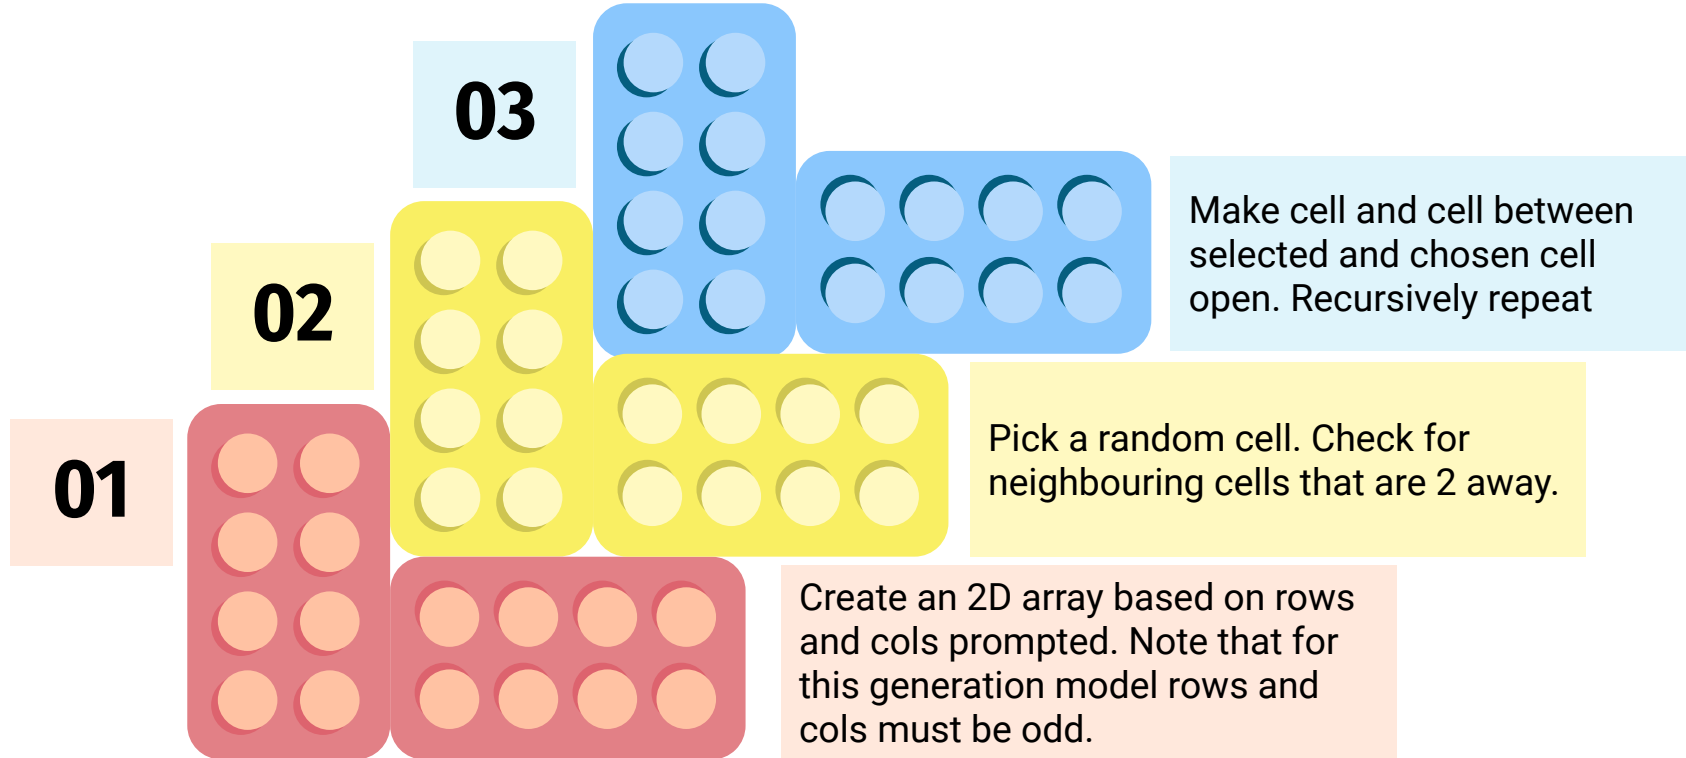 03
Make cell and cell between
selected and chosen cell
open. Recursively repeat
02
Pick a random cell. Check for
neighbouring cells that are 2 away.
01
Create an 2D array based on rows
and cols prompted. Note that for
this generation model rows and
cols must be odd.